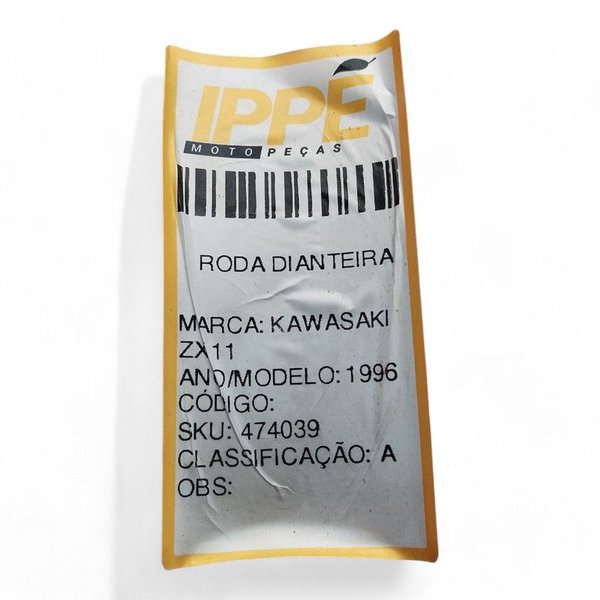 IPPÊ
MOTO PEÇAS
RODA DIANTEIRA
MARCA: KAWASAKI
ZX11
ANO/MODELO: 1996
CÓDIGO:
SKU: 474039
CLASSIFICAÇÃO: A
OBS: